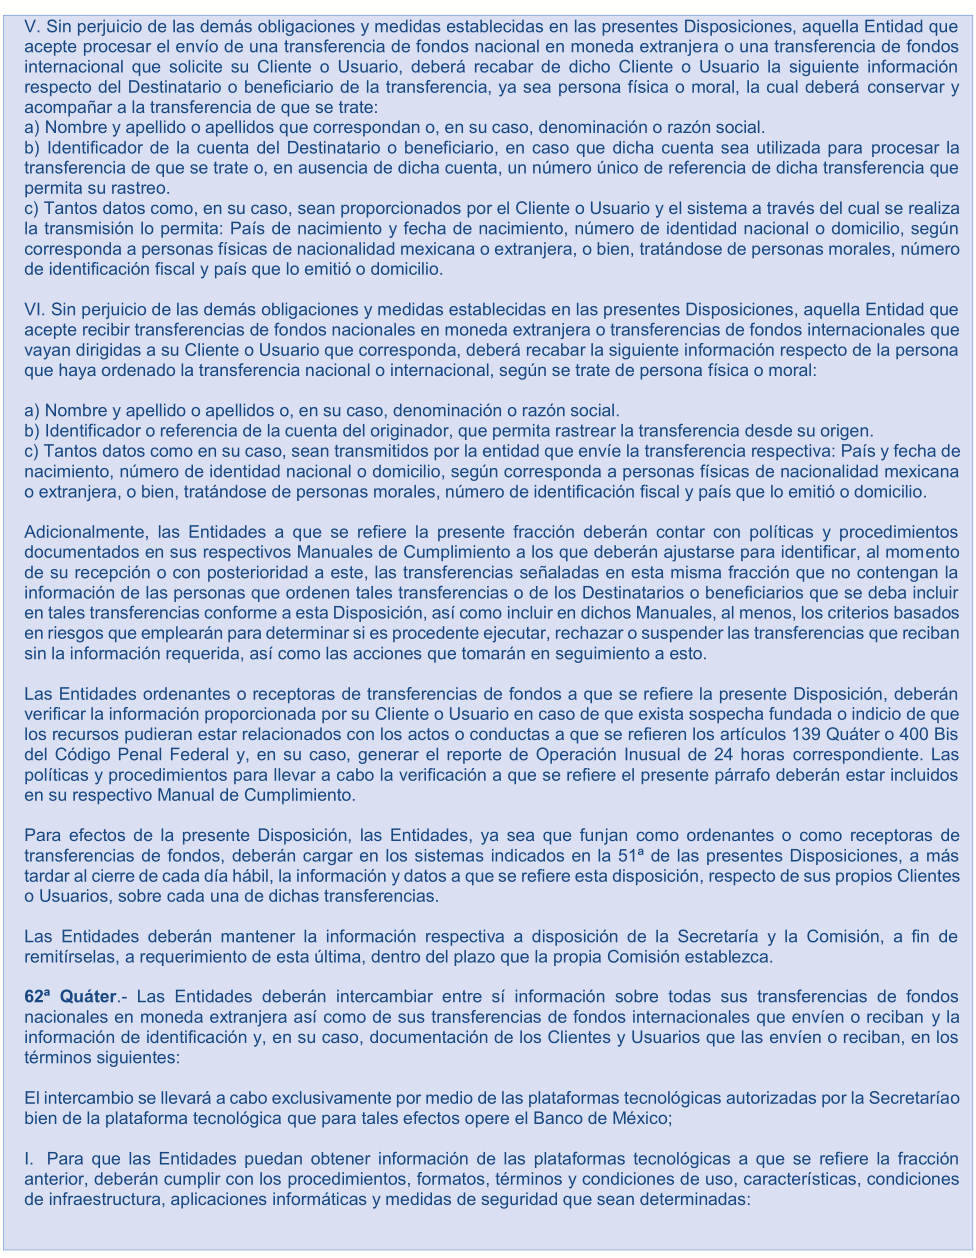 V. Sin perjuicio de las demás obligaciones y medidas establecidas en las presentes Disposiciones, aquella Entidad que
acepte procesar el envío de una transferencia de fondos nacional en moneda extranjera o una transferencia de fondos
internacional que solicite su Cliente o Usuario, deberá recabar de dicho Cliente o Usuario la siguiente información
respecto del Destinatario o beneficiario de la transferencia, ya sea persona física o moral, la cual deberá conservar y
acompañar a la transferencia de que se trate:
a) Nombre y apellido o apellidos que correspondan o, en su caso, denominación o razón social.
b) Identificador de la cuenta del Destinatario o beneficiario, en caso que dicha cuenta sea utilizada para procesar la
transferencia de que se trate o, en ausencia de dicha cuenta, un número único de referencia de dicha transferencia que
permita su rastreo.
c) Tantos datos como, en su caso, sean proporcionados por el Cliente o Usuario y el sistema a través del cual se realiza
la transmisión lo permita: País de nacimiento y fecha de nacimiento, número de identidad nacional o domicilio, según
corresponda a personas físicas de nacionalidad mexicana o extranjera, o bien, tratándose de personas morales, número
de identificación fiscal y país que lo emitió o domicilio.
VI. Sin perjuicio de las demás obligaciones y medidas establecidas en las presentes Disposiciones, aquella Entidad que
acepte recibir transferencias de fondos nacionales en moneda extranjera o transferencias de fondos internacionales que
vayan dirigidas a su Cliente o Usuario que corresponda, deberá recabar la siguiente información respecto de la persona
que haya ordenado la transferencia nacional o internacional, según se trate de persona física o moral:
a) Nombre y apellido o apellidos o, en su caso, denominación o razón social.
b) Identificador o referencia de la cuenta del originador, que permita rastrear la transferencia desde su origen.
c) Tantos datos como en su caso, sean transmitidos por la entidad que envíe la transferencia respectiva: País y fecha de
nacimiento, número de identidad nacional o domicilio, según corresponda a personas físicas de nacionalidad mexicana
o extranjera, o bien, tratándose de personas morales, número de identificación fiscal y país que lo emitió o domicilio.
Adicionalmente, las Entidades a que se refiere la presente fracción deberán contar con políticas y procedimientos
documentados en sus respectivos Manuales de Cumplimiento a los que deberán ajustarse para identificar, al momento
de su recepción o con posterioridad a este, las transferencias señaladas en esta misma fracción que no contengan la
información de las personas que ordenen tales transferencias o de los Destinatarios o beneficiarios que se deba incluir
en tales transferencias conforme a esta Disposición, así como incluir en dichos Manuales, al menos, los criterios basados
en riesgos que emplearán para determinar si es procedente ejecutar, rechazar o suspender las transferencias que reciban
sin la información requerida, así como las acciones que tomarán en seguimiento a esto.
Las Entidades ordenantes o receptoras de transferencias de fondos a que se refiere la presente Disposición, deberán
verificar la información proporcionada por su Cliente o Usuario en caso de que exista sospecha fundada o indicio de que
los recursos pudieran estar relacionados con los actos o conductas a que se refieren los artículos 139 Quáter o 400 Bis
del Código Penal Federal y, en su caso, generar el reporte de Operación Inusual de 24 horas correspondiente. Las
políticas y procedimientos para llevar a cabo la verificación a que se refiere el presente párrafo deberán estar incluidos
en su respectivo Manual de Cumplimiento.
Para efectos de la presente Disposición, las Entidades, ya sea que funjan como ordenantes o como receptoras de
transferencias de fondos, deberán cargar en los sistemas indicados en la 51ª de las presentes Disposiciones, a más
tardar al cierre de cada día hábil, la información y datos a que se refiere esta disposición, respecto de sus propios Clientes
o Usuarios, sobre cada una de dichas transferencias.
Las Entidades deberán mantener la información respectiva a disposición de la Secretaría y la Comisión, a fin de
remitírselas, a requerimiento de esta última, dentro del plazo que la propia Comisión establezca.
62ª Quáter.- Las Entidades deberán intercambiar entre sí información sobre todas sus transferencias de fondos
nacionales en moneda extranjera así como de sus transferencias de fondos internacionales que envíen o reciban y la
información de identificación y, en su caso, documentación de los Clientes y Usuarios que las envíen o reciban, en los
términos siguientes:
El intercambio se llevará a cabo exclusivamente por medio de las plataformas tecnológicas autorizadas por la Secretaríao
bien de la plataforma tecnológica que para tales efectos opere el Banco de México;
I. Para que las Entidades puedan obtener información de las plataformas tecnológicas a que se refiere la fracción
anterior, deberán cumplir con los procedimientos, formatos, términos y condiciones de uso, características, condiciones
de infraestructura, aplicaciones informáticas y medidas de seguridad que sean determinadas: